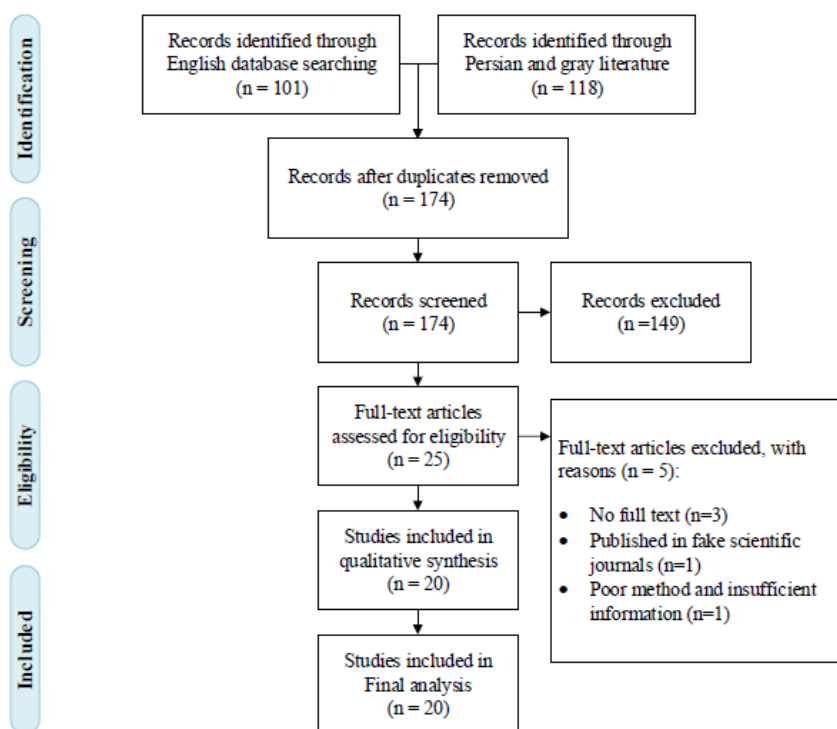 Identification
Records identified through
English database searching
(n = 101)
Records identified through
Persian and gray literature
(n = 118)
Records after duplicates removed
(n = 174)
Screening
Records screened
(n = 174)
Records excluded
(n =149)
Eligibility
Full-text articles
assessed for eligibility
(n = 25)
Full-text articles excluded, with
reasons (n = 5):
• No full text (n=3)
• Published in fake scientific
journals (n=1)
• Poor method and insufficient
information (n=1)
Studies included in
qualitative synthesis
(n = 20)
Included
Studies included in
Final analysis
(n = 20)